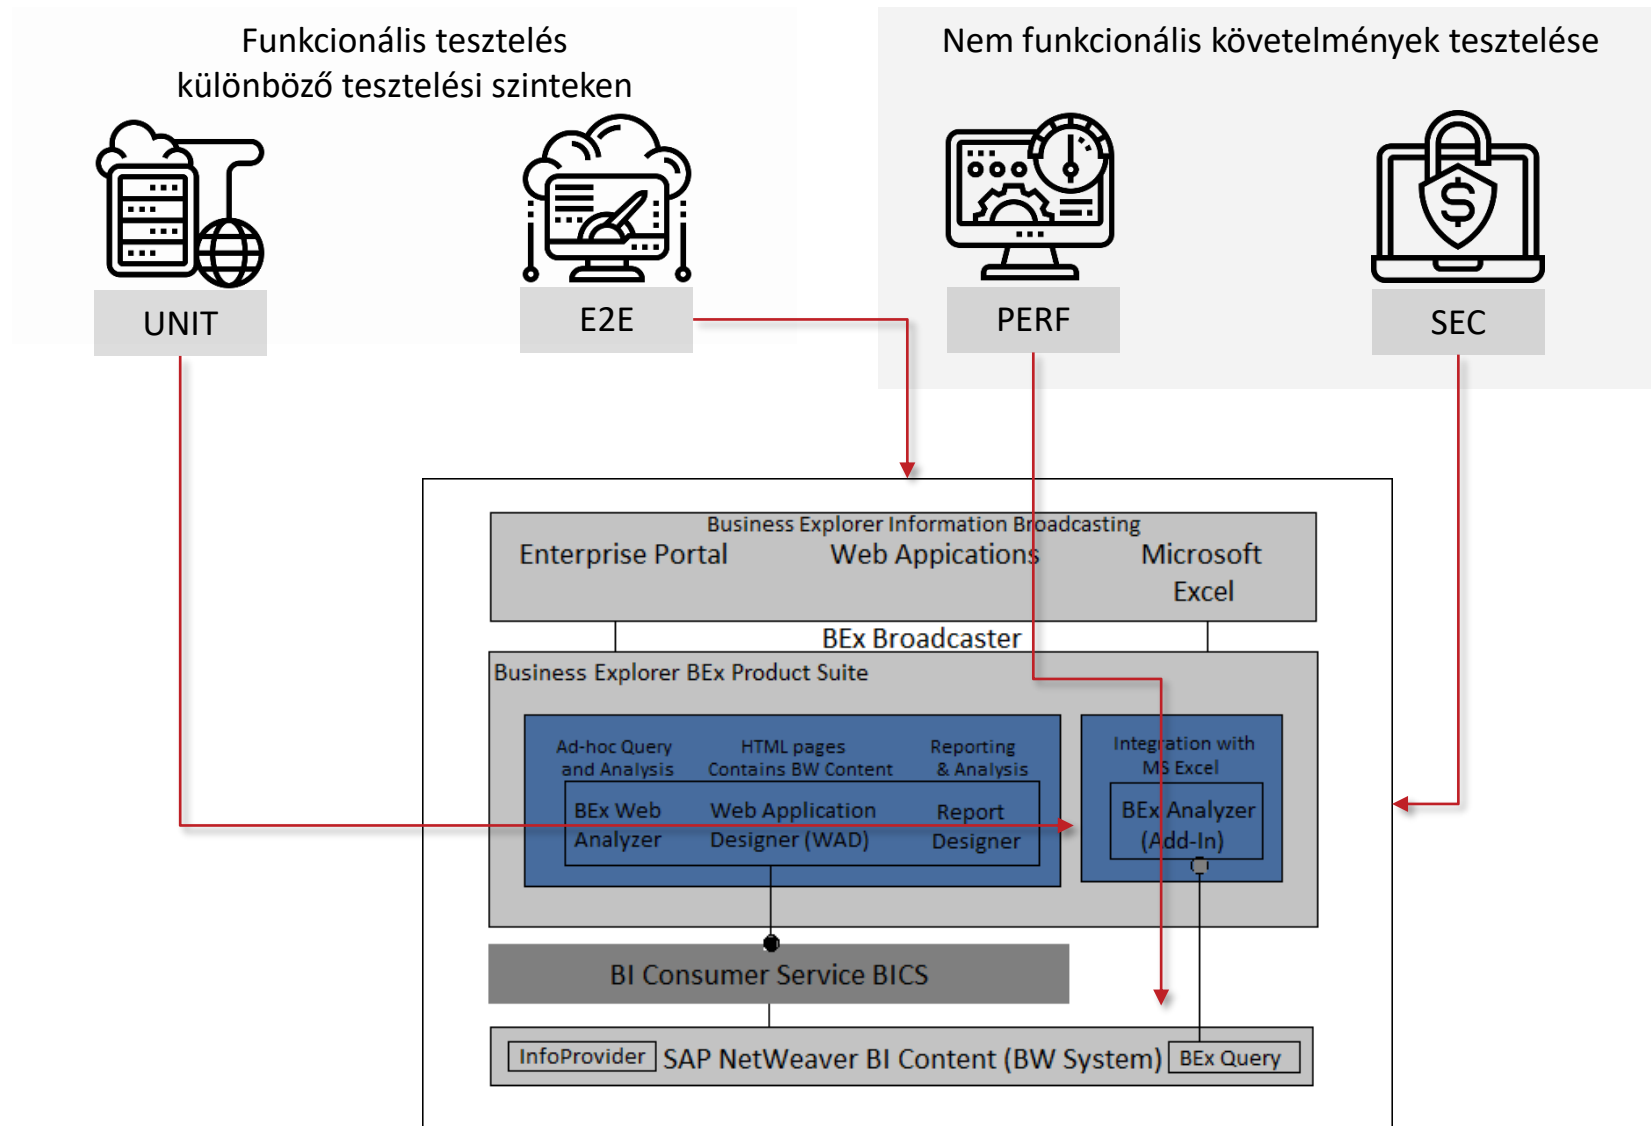 Funkcionális tesztelés
különböző tesztelési szinteken
Nem funkcionális követelmények tesztelése
UNIT
E2E
PERF
SEC
Business Explorer Information Broadcasting
Enterprise Portal
Web Appications
Microsoft
Excel
BEx Broadcaster
Business Explorer BEx Product Suite
Ad-hoc Query
and Analysis
HTML pages
Contains BW Content
Reporting
& Analysis
Integration with
MS Excel
BEx Web
Analyzer
Web Application
Designer (WAD)
Report
Designer
BEx Analyzer
(Add-In)
BI Consumer Service BICS
InfoProvider
SAP NetWeaver BI Content (BW System)
BEx Query